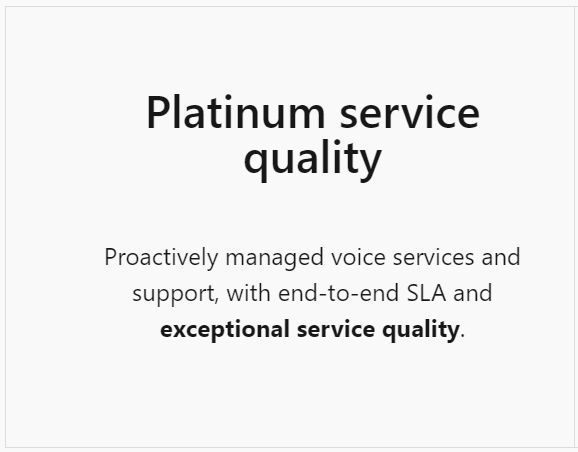 Platinum service
quality
Proactively managed voice services and
support, with end-to-end SLA and
exceptional service quality.